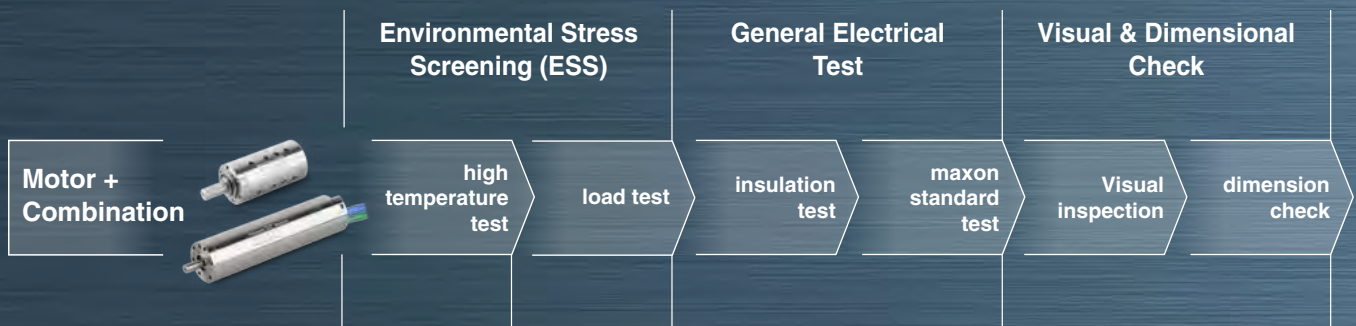 Environmental Stress
Screening (ESS)
General Electrical
Test
Visual & Dimensional
Check
Motor +
Combination
high
temperature
test
load test
insulation
test
maxon
standard
test
Visual
inspection
dimension
check